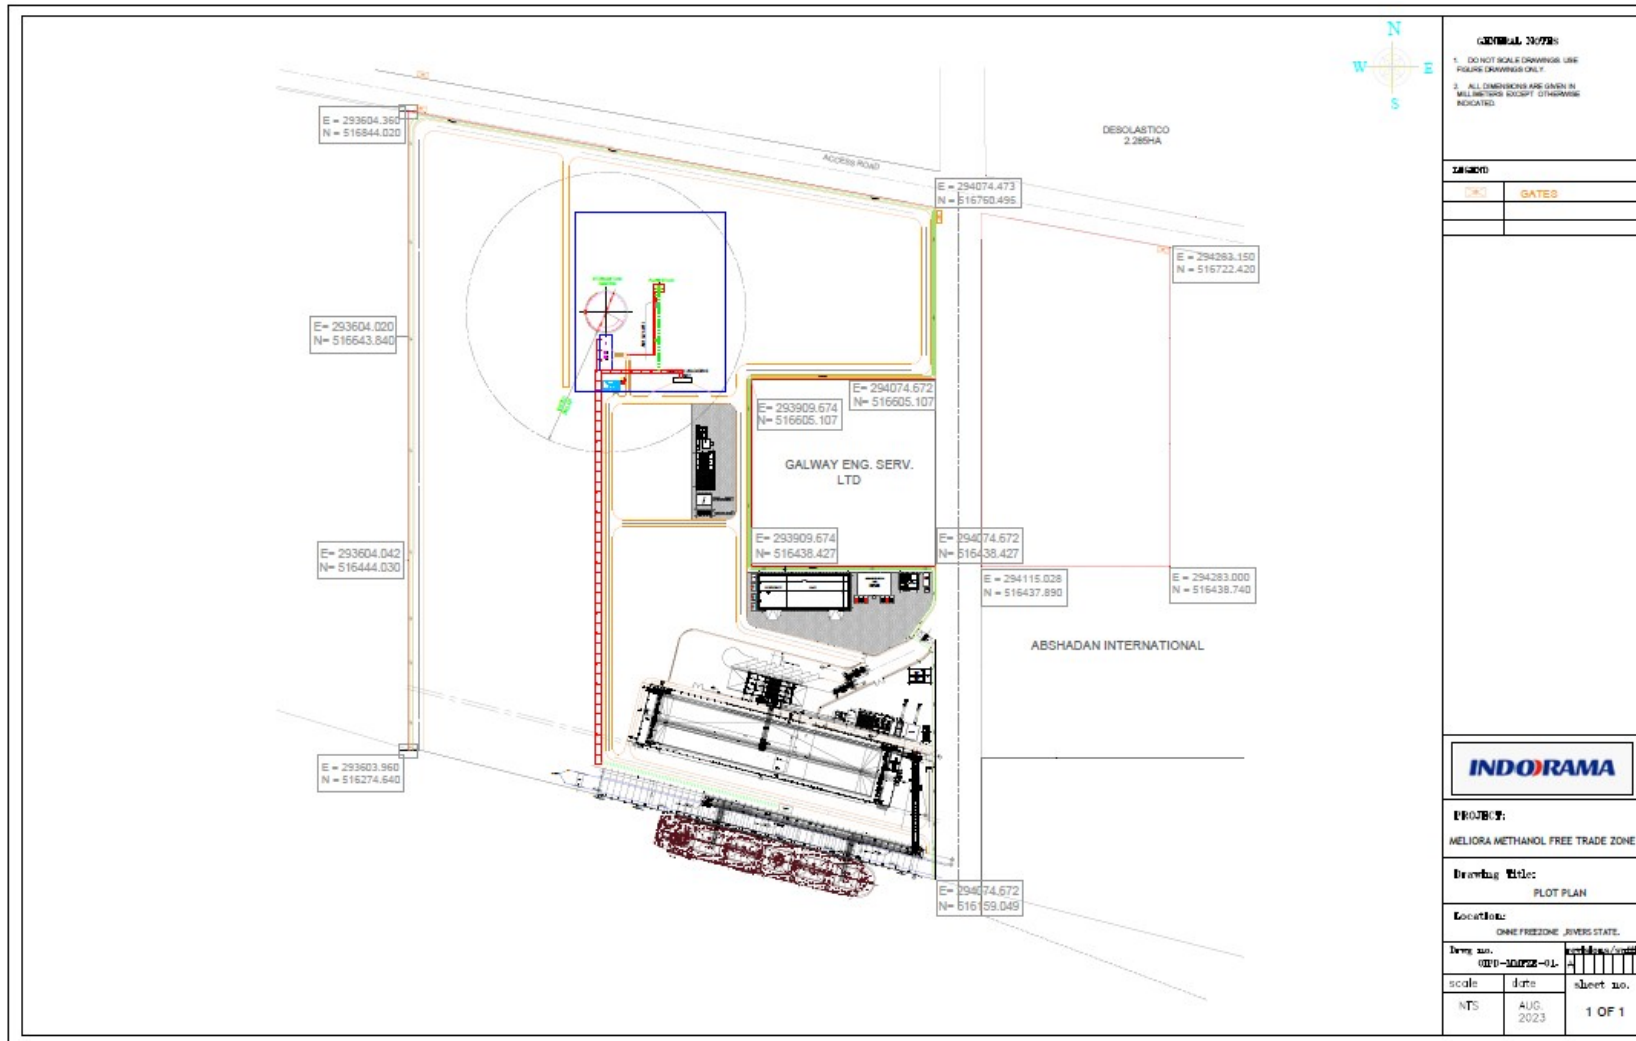 N
W E
S
GENERAL NOTES
1. DO NOT SCALE DRAWINGS. USE
FIGURE DRAWINGS ONLY.
2. ALL DIMENSIONS ARE GIVEN IN
MILLIMETERS EXCEPT OTHERWISE
INDICATED.
LEGEND
GATES
E = 293604.360
N = 516844.020
ACCESS ROAD
DESOLASTICO
2.285HA
E = 294074.473
N = 516760.495
E = 294283.150
N = 516722.420
E= 293604.020
N= 516643.840
E= 294074.672
N= 516605.107
E= 293909.674
N= 516605.107
GALWAY ENG. SERV.
LTD
E= 293909.674
N= 516438.427
E= 294074.672
N= 516438.427
E= 293604.042
N= 516444.030
E = 294115.028
N = 516437.890
E = 294283.000
N = 516438.740
ABSHADAN INTERNATIONAL
E = 293603.960
N = 516274.640
E= 294074.672
N= 516159.049
INDORAMA
PROJECT:
MELIORA METHANOL FREE TRADE ZONE
Drawing Title:
PLOT PLAN
Location:
ONNE FREEZONE ,RIVERS STATE.
Drwg no.
scale date sheet no.
NTS AUG. 2023 1 OF 1